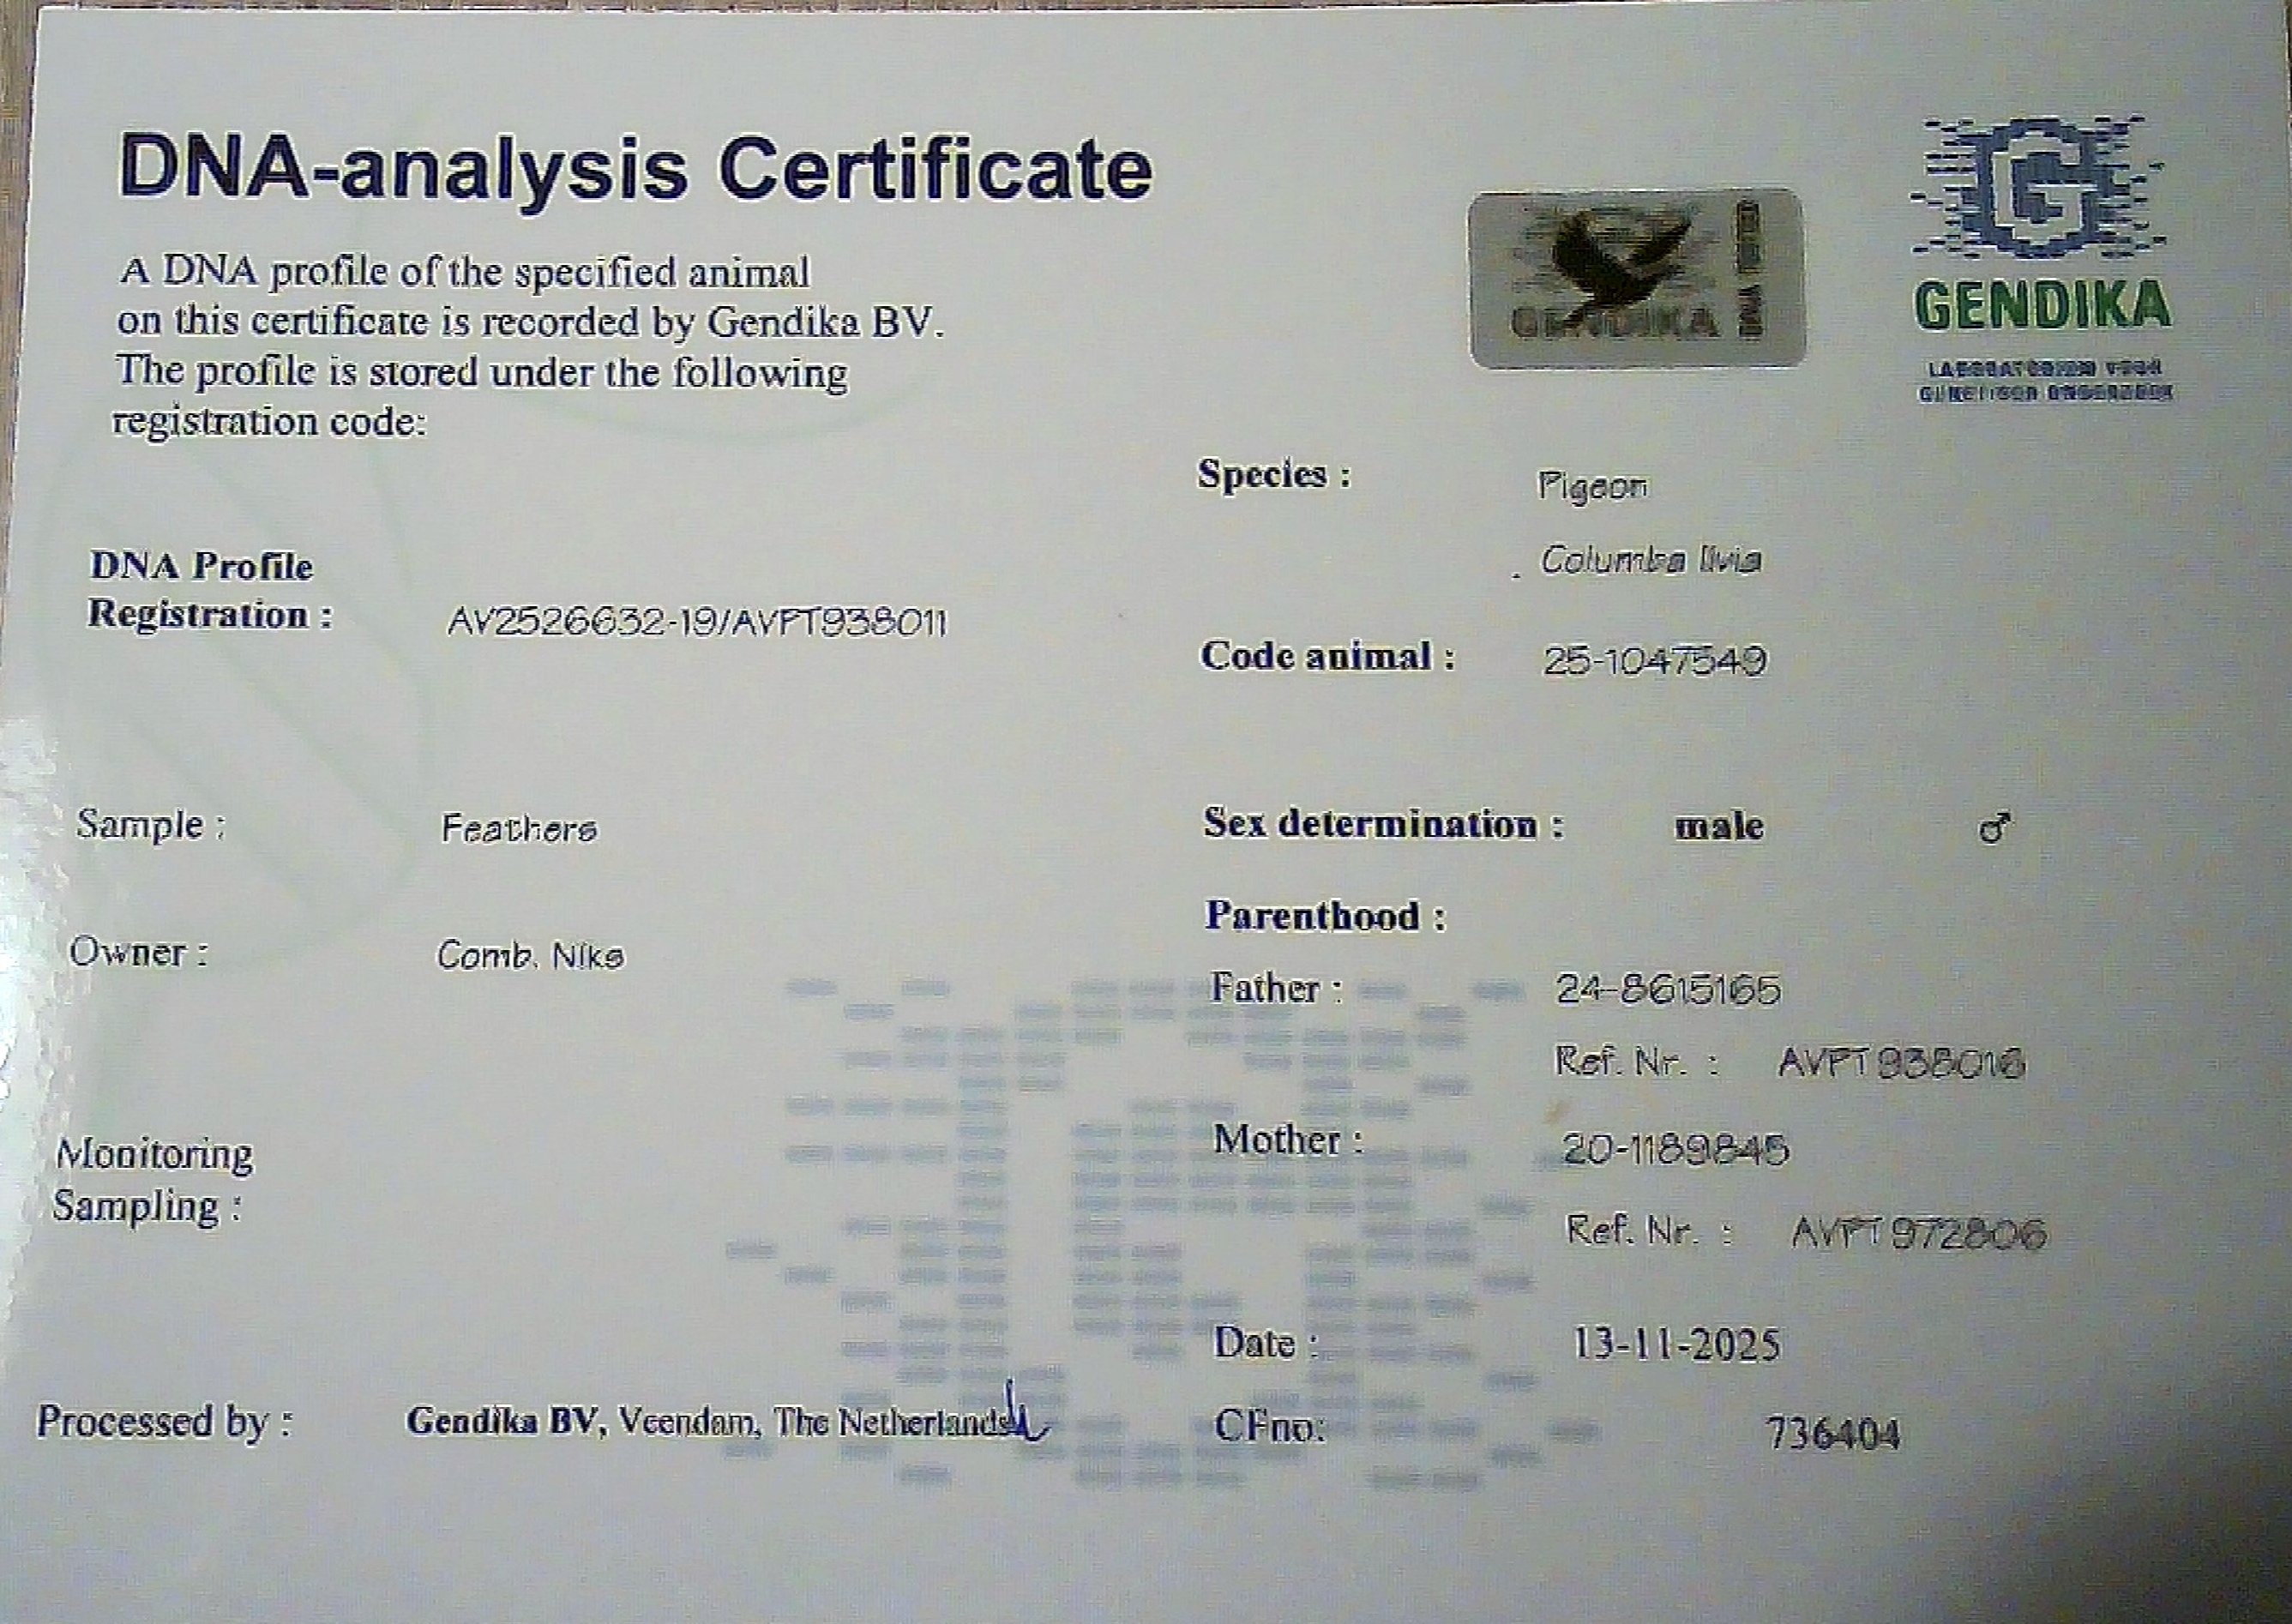 DNA-analysis Certificate
A DNA profile of the specified animal
on this certificate is recorded by Gendika BV.
The profile is stored under the following
registration code:
GENDIKA
GENDIKA
Species : Pigeon
Columba livia
DNA Profile
Registration : AV2526632-19/AVPT938011
Code animal : 25-1047549
Sample : Feathers
Sex determination : male ♂
Owner : Comb. Niks
Parenthood :
Father : 24-8615165
Ref. Nr. : AVPT938016
Mother : 20-1189845
Ref. Nr. : AVPT972806
Monitoring
Sampling :
Date : 13-11-2025
Processed by : Gendika BV, Veendam, The Netherlands
CFno: 736404